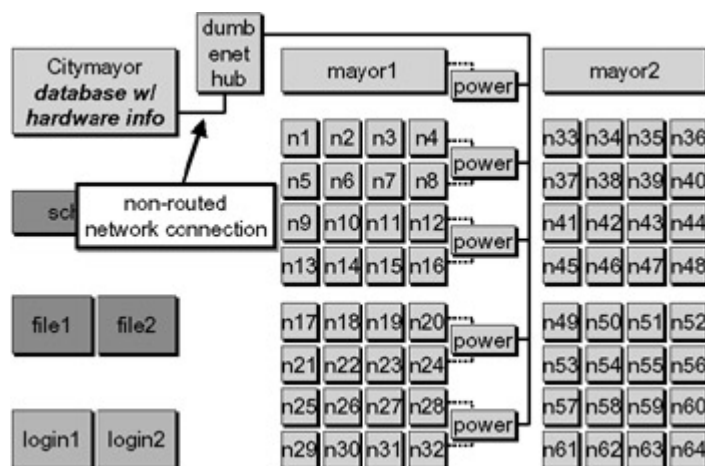 dumb
enet
hub
Citymayor
database w/
hardware info
mayor1
power
mayor2
n1 n2 n3 n4
power
n33 n34 n35 n36
n5 n6 n7 n8
n37 n38 n39 n40
non-routed
network connection
sch
n9 n10 n11 n12
power
n41 n42 n43 n44
n13 n14 n15 n16
n45 n46 n47 n48
file1 file2
n17 n18 n19 n20
power
n49 n50 n51 n52
n21 n22 n23 n24
n53 n54 n55 n56
n25 n26 n27 n28
power
n57 n58 n59 n60
login1 login2
n29 n30 n31 n32
n61 n62 n63 n64